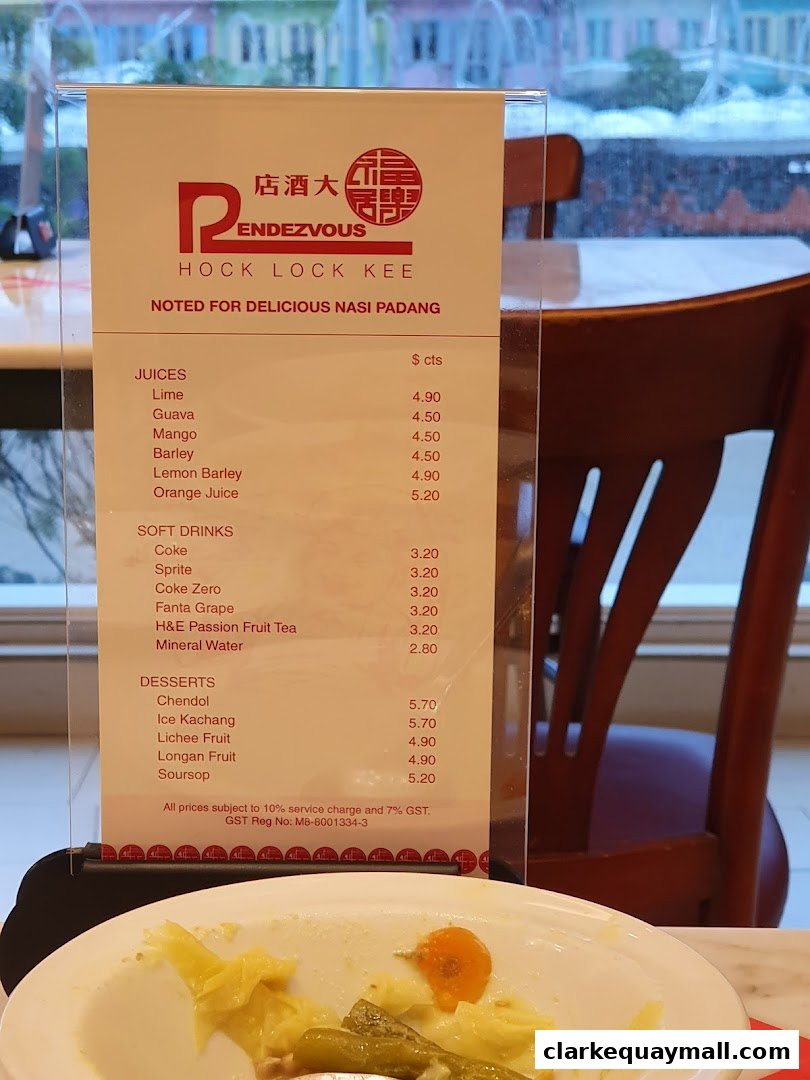 店酒大
福樂居
RENDEZVOUS
HOCK LOCK KEE
NOTED FOR DELICIOUS NASI PADANG
$ cts
JUICES
Lime 4.90
Guava 4.50
Mango 4.50
Barley 4.50
Lemon Barley 4.90
Orange Juice 5.20
SOFT DRINKS
Coke 3.20
Sprite 3.20
Coke Zero 3.20
Fanta Grape 3.20
H&E Passion Fruit Tea 3.20
Mineral Water 2.80
DESSERTS
Chendol 5.70
Ice Kachang 5.70
Lichee Fruit 4.90
Longan Fruit 4.90
Soursop 5.20
All prices subject to 10% service charge and 7% GST.
GST Reg No: M8-8001334-3
clarkequaymall.com